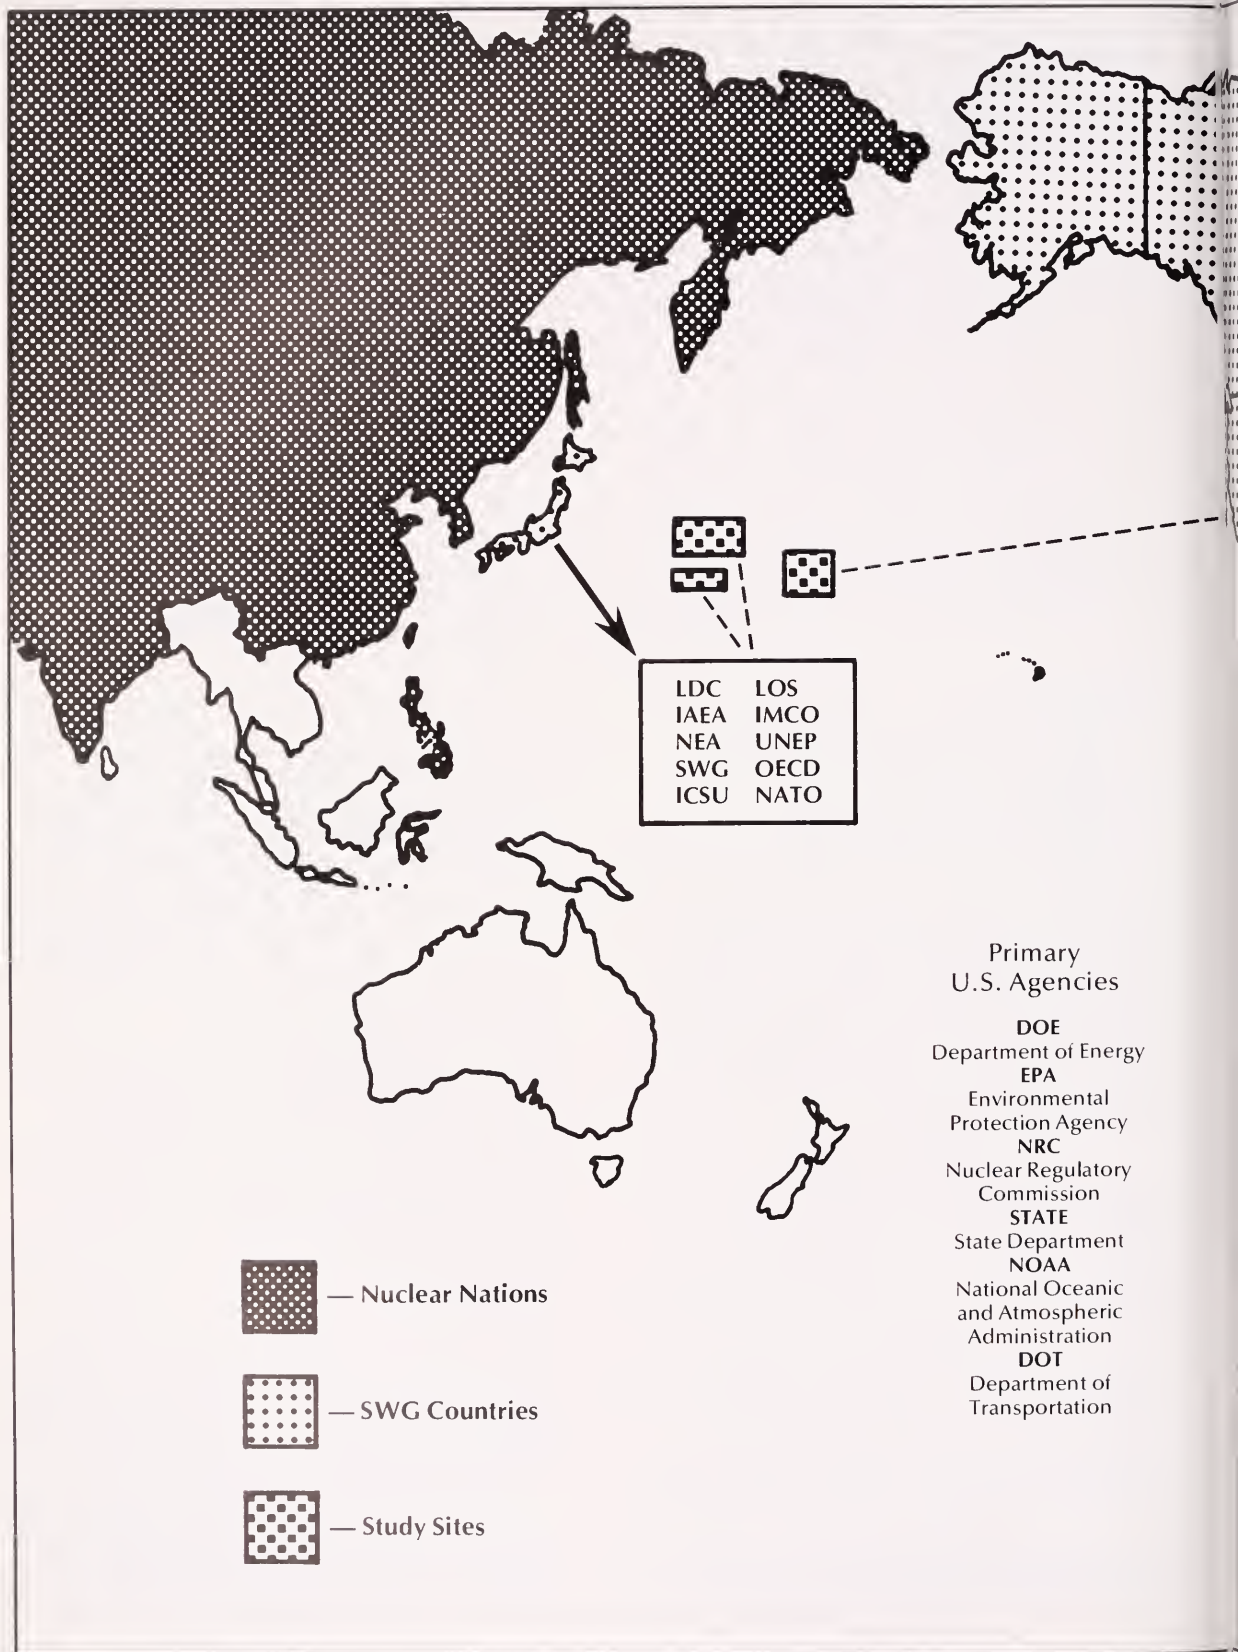 LDC LOS
IAEA IMCO
NEA UNEP
SWG OECD
ICSU NATO
Primary
U.S. Agencies
DOE
Department of Energy
EPA
Environmental
Protection Agency
NRC
Nuclear Regulatory
Commission
STATE
State Department
NOAA
National Oceanic
and Atmospheric
Administration
DOT
Department of
Transportation
— Nuclear Nations
— SWG Countries
— Study Sites